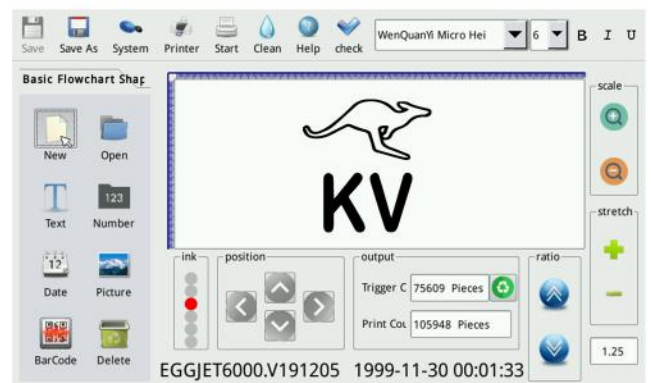 Save Save As System Printer Start Clean Help check WenQuanYi Micro Hei 6 B I U
Basic Flowchart Shap
scale
New Open
KV
Text 123 Number
stretch
ink position output ratio
12
Date Picture
Trigger C 75609 Pieces
Print Cou 105948 Pieces
BarCode Delete
1.25
EGGJET6000.V191205 1999-11-30 00:01:33